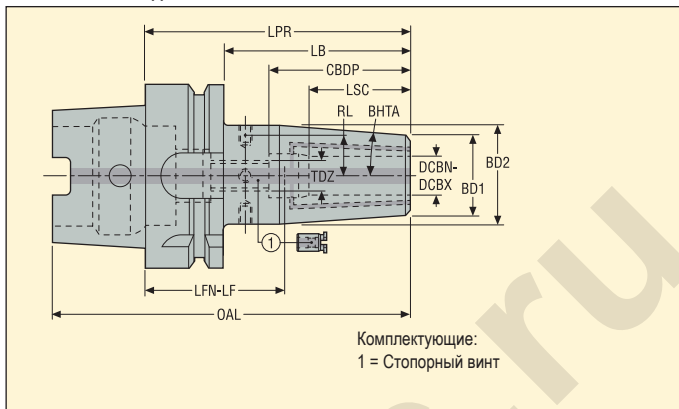 LPR
LB
CBDP
LSC
RL
BHTA
TDZ
DCBN-
DCBX
BD1
BD2
1
LFN-LF
OAL
Комплектующие:
1 = Стопорный винт
.ru